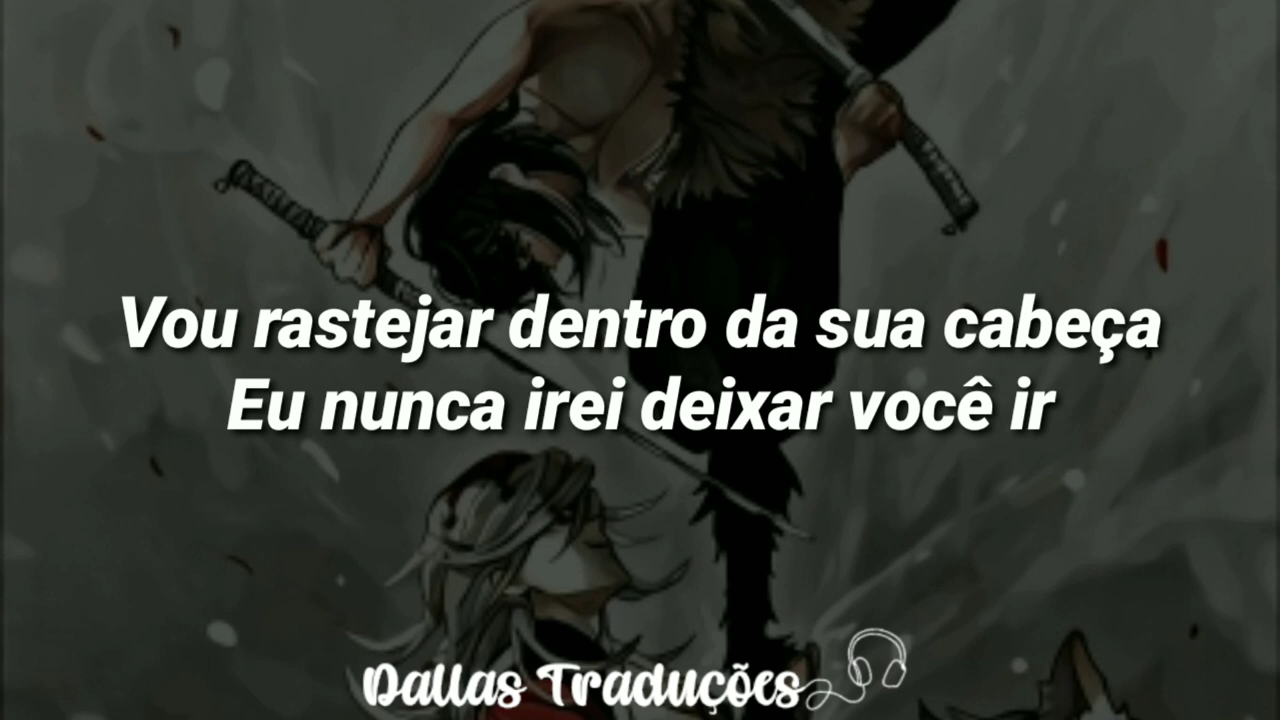 Vou rastejar dentro da sua cabeça
Eu nunca irei deixar você ir
Dallas Traduções